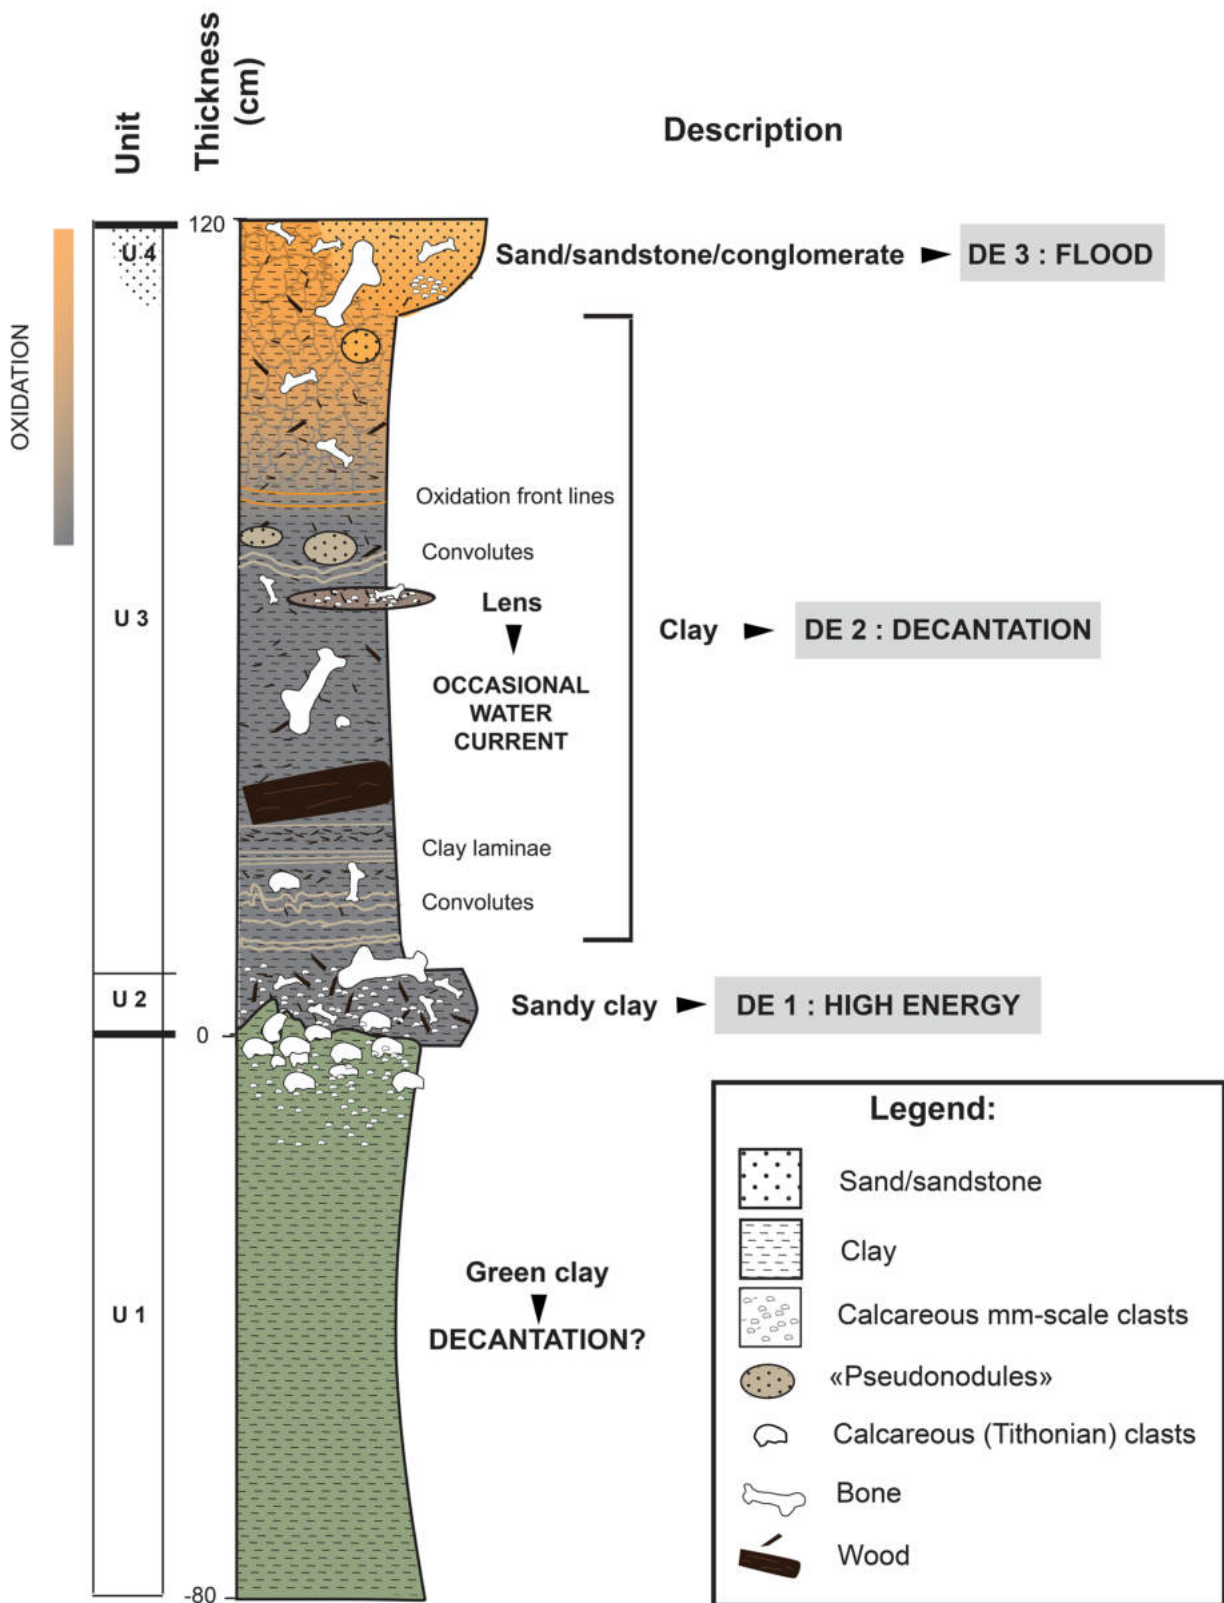 Unit
Thickness
(cm)
Description
OXIDATION
120
U 4
Sand/sandstone/conglomerate
DE 3 : FLOOD
Oxidation front lines
Convolutes
Lens
OCCASIONAL
WATER
CURRENT
U 3
Clay
DE 2 : DECANTATION
Clay laminae
Convolutes
U 2
Sandy clay
DE 1 : HIGH ENERGY
0
U 1
Green clay
DECANTATION?
-80
Legend:
Sand/sandstone
Clay
Calcareous mm-scale clasts
«Pseudonodules»
Calcareous (Tithonian) clasts
Bone
Wood